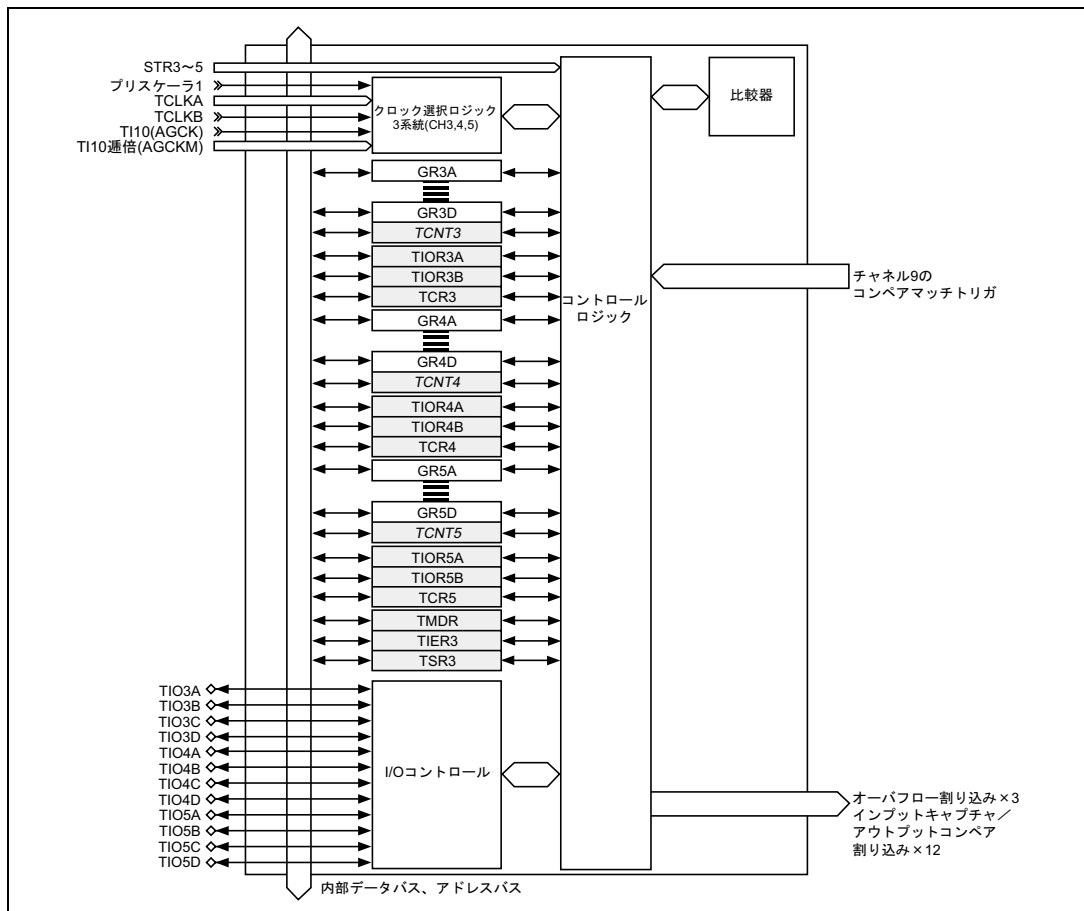 STR3～5
プリスケーラ1
TCLKA
TCLKB
TI10(AGCK)
TI10逓倍(AGCKM)
クロック選択ロジック
3系統(CH3,4,5)
比較器
GR3A
GR3D
TCNT3
TIOR3A
TIOR3B
TCR3
GR4A
GR4D
TCNT4
TIOR4A
TIOR4B
TCR4
GR5A
GR5D
TCNT5
TIOR5A
TIOR5B
TCR5
TMDR
TIER3
TSR3
コントロール
ロジック
チャネル9の
コンペアマッチトリガ
TIO3A
TIO3B
TIO3C
TIO3D
TIO4A
TIO4B
TIO4C
TIO4D
TIO5A
TIO5B
TIO5C
TIO5D
I/Oコントロール
オーバフロー割り込み×3
インプットキャプチャ／
アウトプットコンペア
割り込み×12
内部データバス、アドレスバス